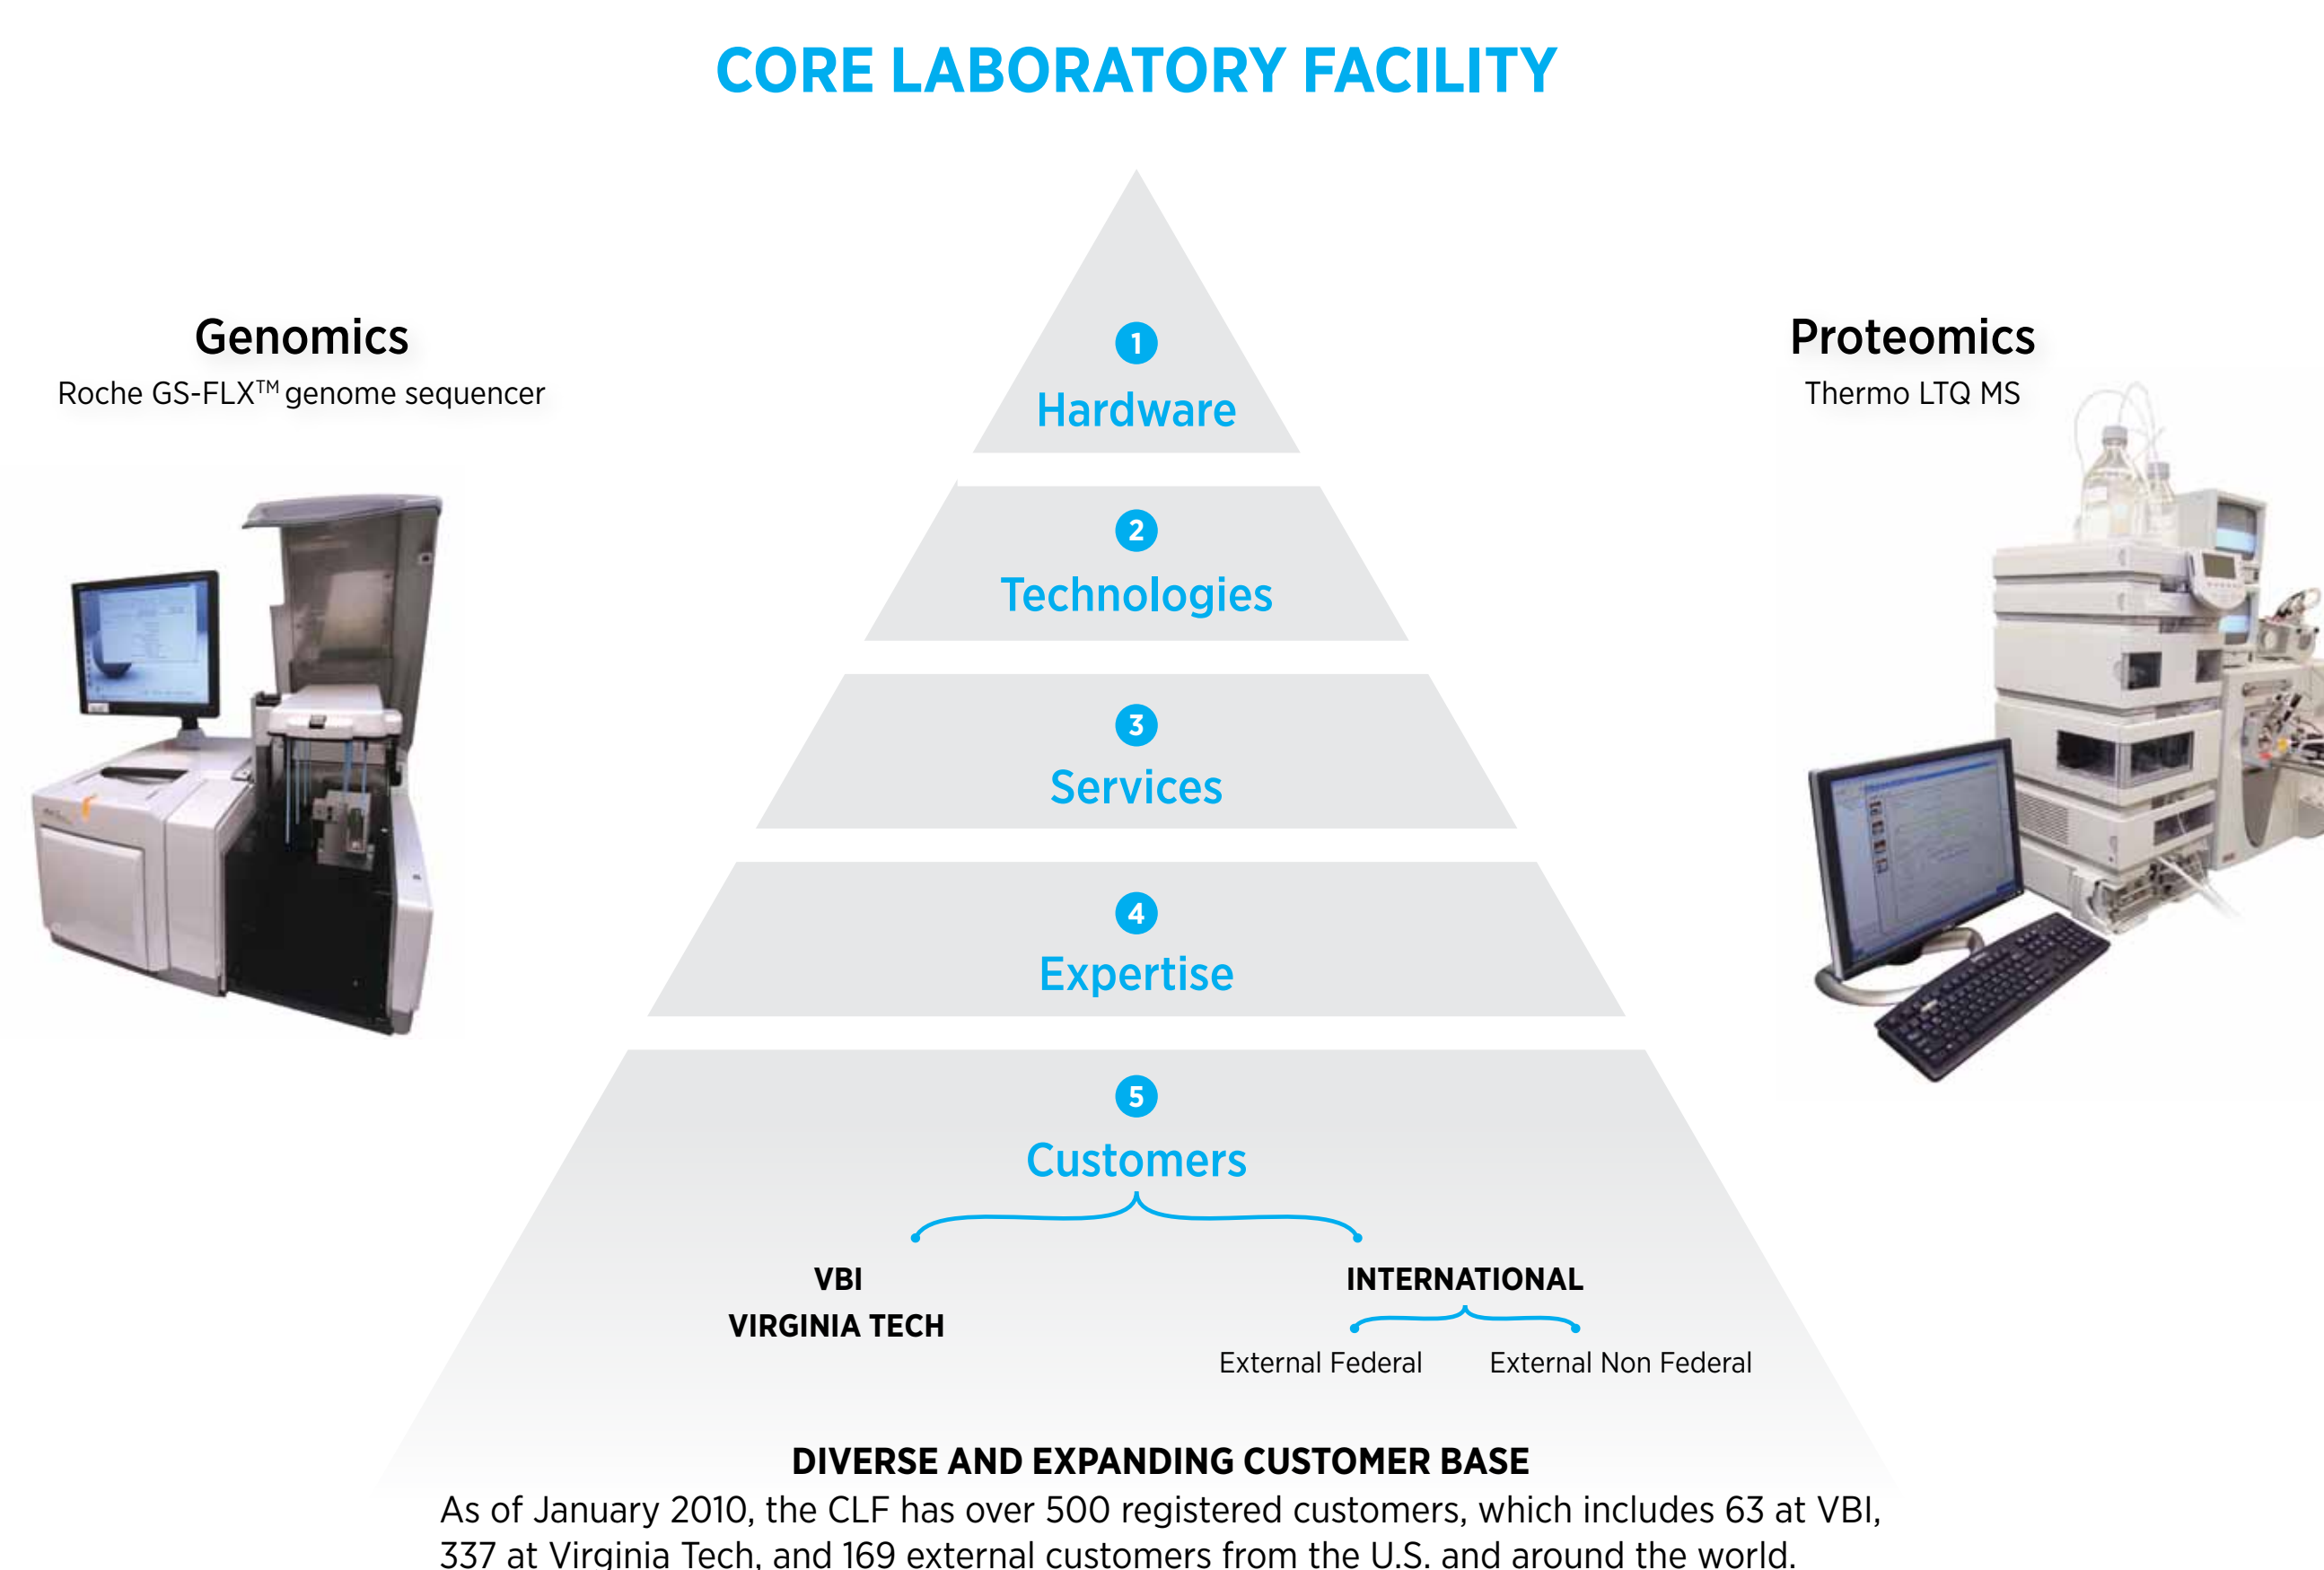 CORE LABORATORY FACILITY
Genomics
Roche GS-FLX™ genome sequencer
Proteomics
Thermo LTQ MS
1
Hardware
2
Technologies
3
Services
4
Expertise
5
Customers
VBI
VIRGINIA TECH
INTERNATIONAL
External Federal
External Non Federal
DIVERSE AND EXPANDING CUSTOMER BASE
As of January 2010, the CLF has over 500 registered customers, which includes 63 at VBI,
337 at Virginia Tech, and 169 external customers from the U.S. and around the world.